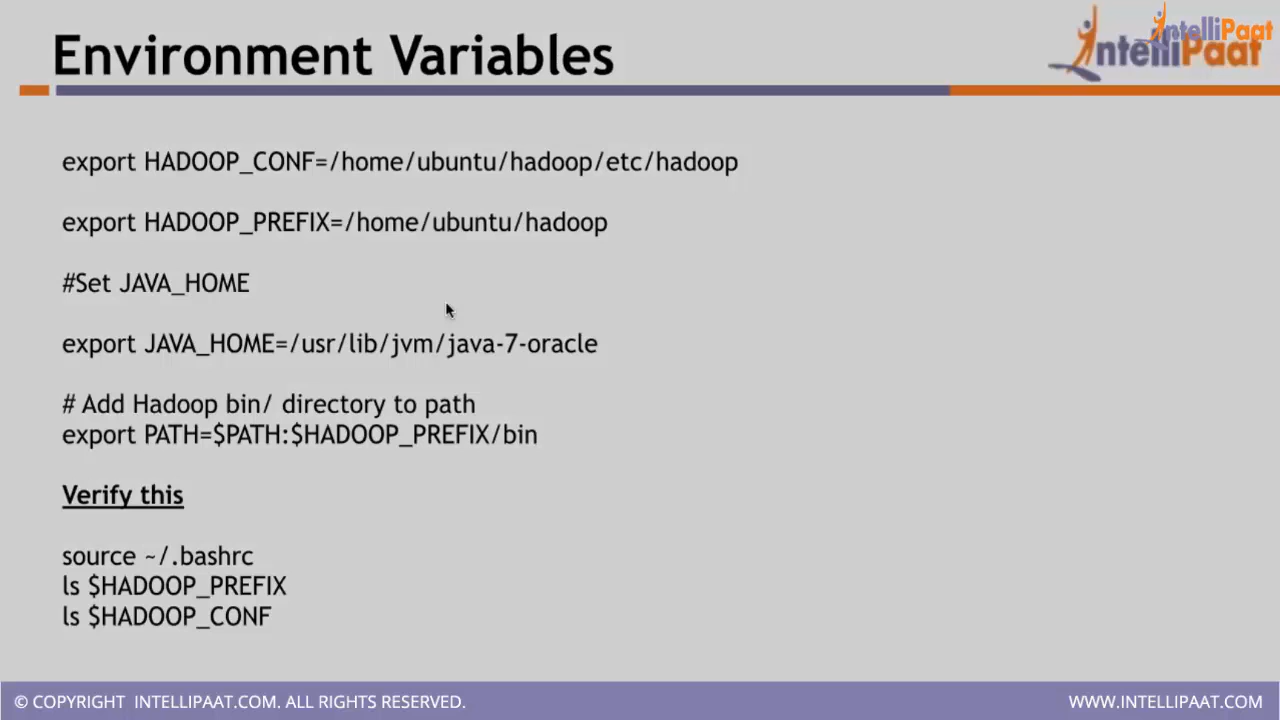 Environment Variables
IntelliPaat
IntelliPaat
export HADOOP_CONF=/home/ubuntu/hadoop/etc/hadoop
export HADOOP_PREFIX=/home/ubuntu/hadoop
#Set JAVA_HOME
export JAVA_HOME=/usr/lib/jvm/java-7-oracle
# Add Hadoop bin/ directory to path
export PATH=$PATH:$HADOOP_PREFIX/bin
Verify this
source ~/.bashrc
ls $HADOOP_PREFIX
ls $HADOOP_CONF
© COPYRIGHT INTELLIPAAT.COM. ALL RIGHTS RESERVED.
WWW.INTELLIPAAT.COM